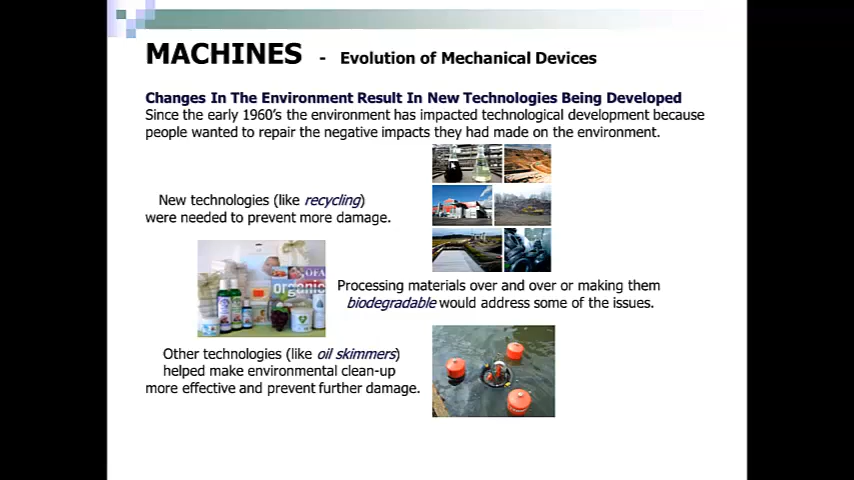 MACHINES - Evolution of Mechanical Devices
Changes In The Environment Result In New Technologies Being Developed
Since the early 1960's the environment has impacted technological development because
people wanted to repair the negative impacts they had made on the environment.
New technologies (like recycling)
were needed to prevent more damage.
OFA
organic
Processing materials over and over or making them
biodegradable would address some of the issues.
Other technologies (like oil skimmers)
helped make environmental clean-up
more effective and prevent further damage.